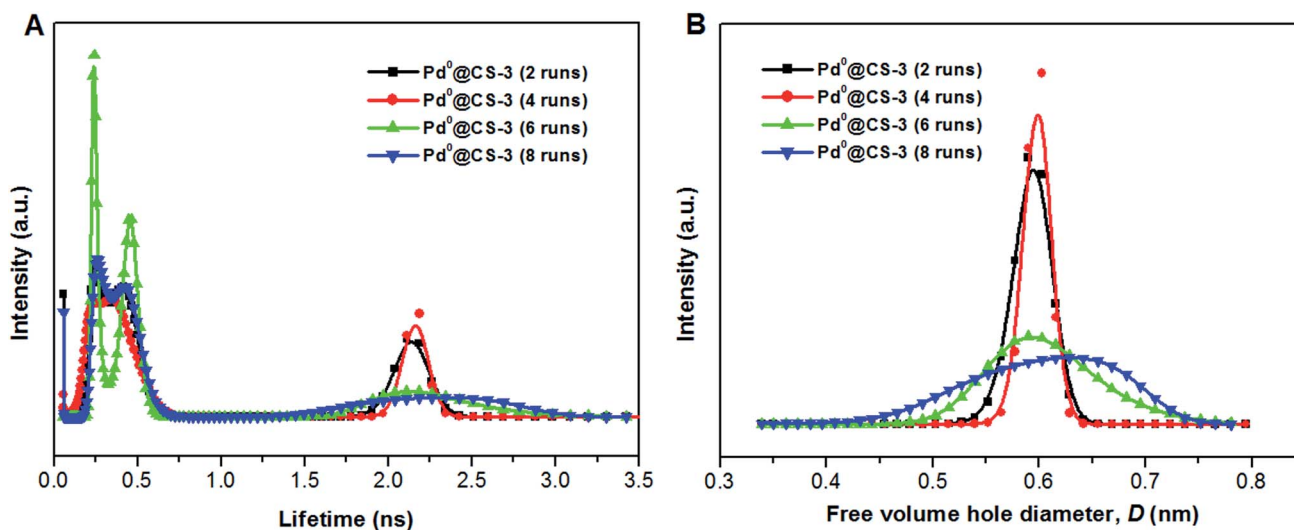 A
Pd⁰@CS-3 (2 runs)
Pd⁰@CS-3 (4 runs)
Pd⁰@CS-3 (6 runs)
Pd⁰@CS-3 (8 runs)
Intensity (a.u.)
0.0 0.5 1.0 1.5 2.0 2.5 3.0 3.5
Lifetime (ns)
B
Pd⁰@CS-3 (2 runs)
Pd⁰@CS-3 (4 runs)
Pd⁰@CS-3 (6 runs)
Pd⁰@CS-3 (8 runs)
Intensity (a.u.)
0.3 0.4 0.5 0.6 0.7 0.8
Free volume hole diameter, D (nm)